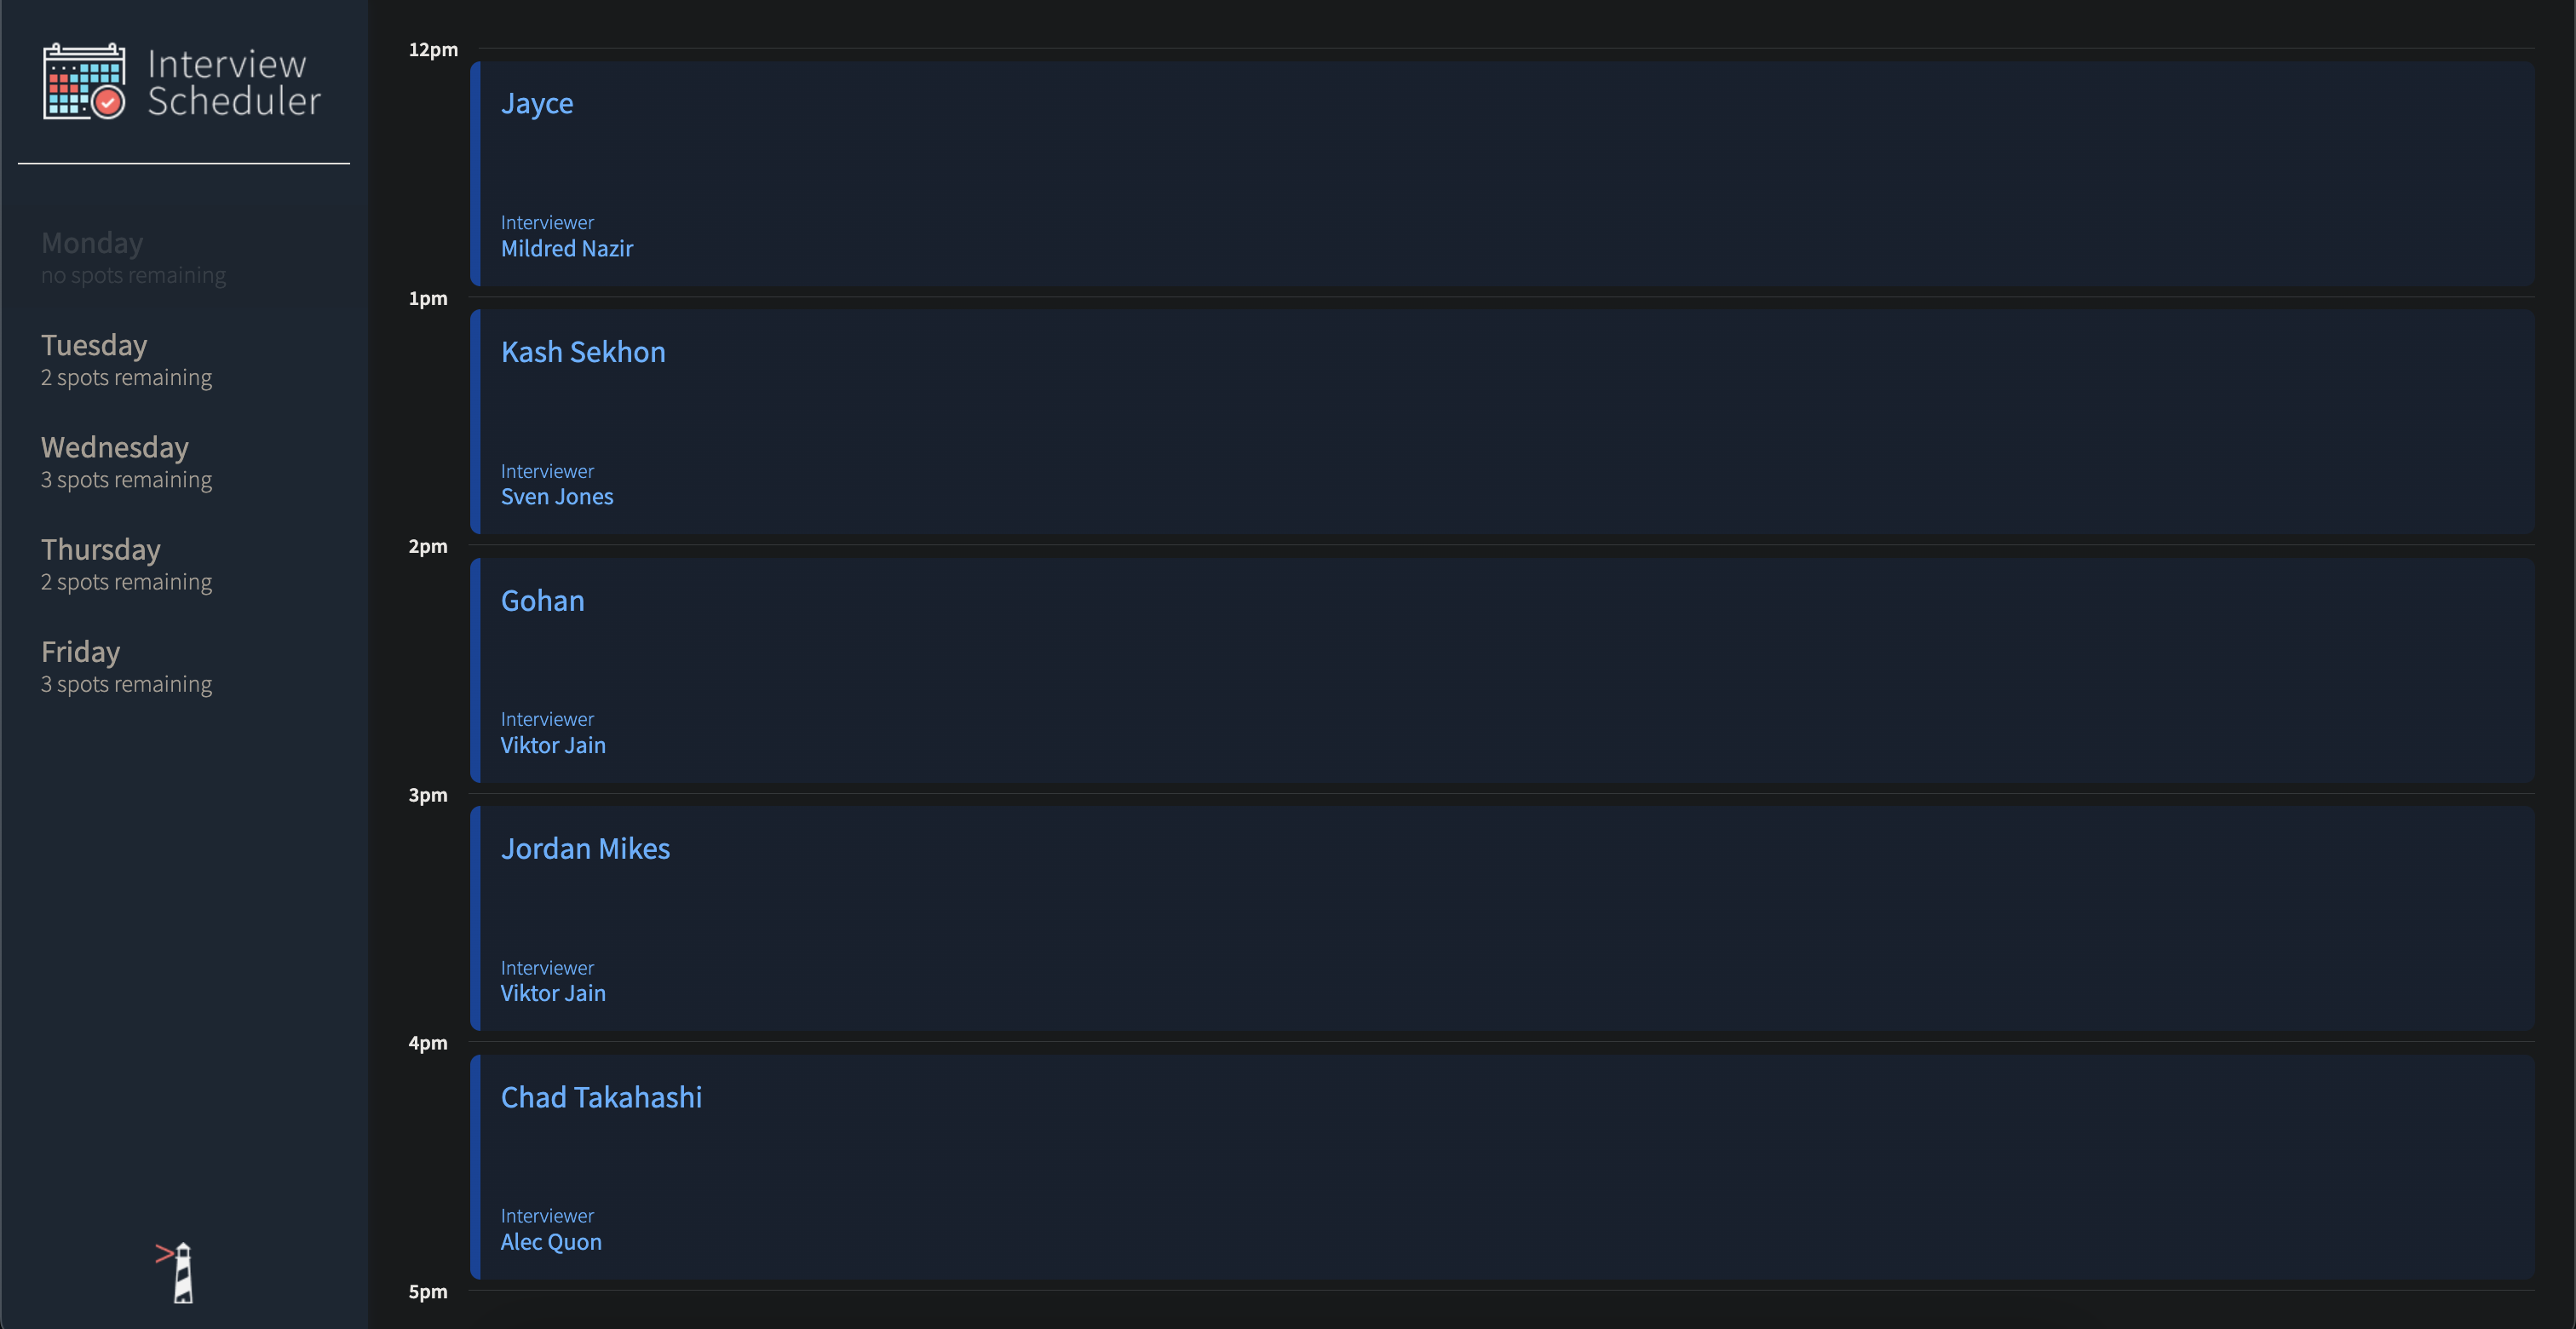 Interview
Scheduler
Monday
no spots remaining
Tuesday
2 spots remaining
Wednesday
3 spots remaining
Thursday
2 spots remaining
Friday
3 spots remaining
12pm
Jayce
Interviewer
Mildred Nazir
1pm
Kash Sekhon
Interviewer
Sven Jones
2pm
Gohan
Interviewer
Viktor Jain
3pm
Jordan Mikes
Interviewer
Viktor Jain
4pm
Chad Takahashi
Interviewer
Alec Quon
5pm